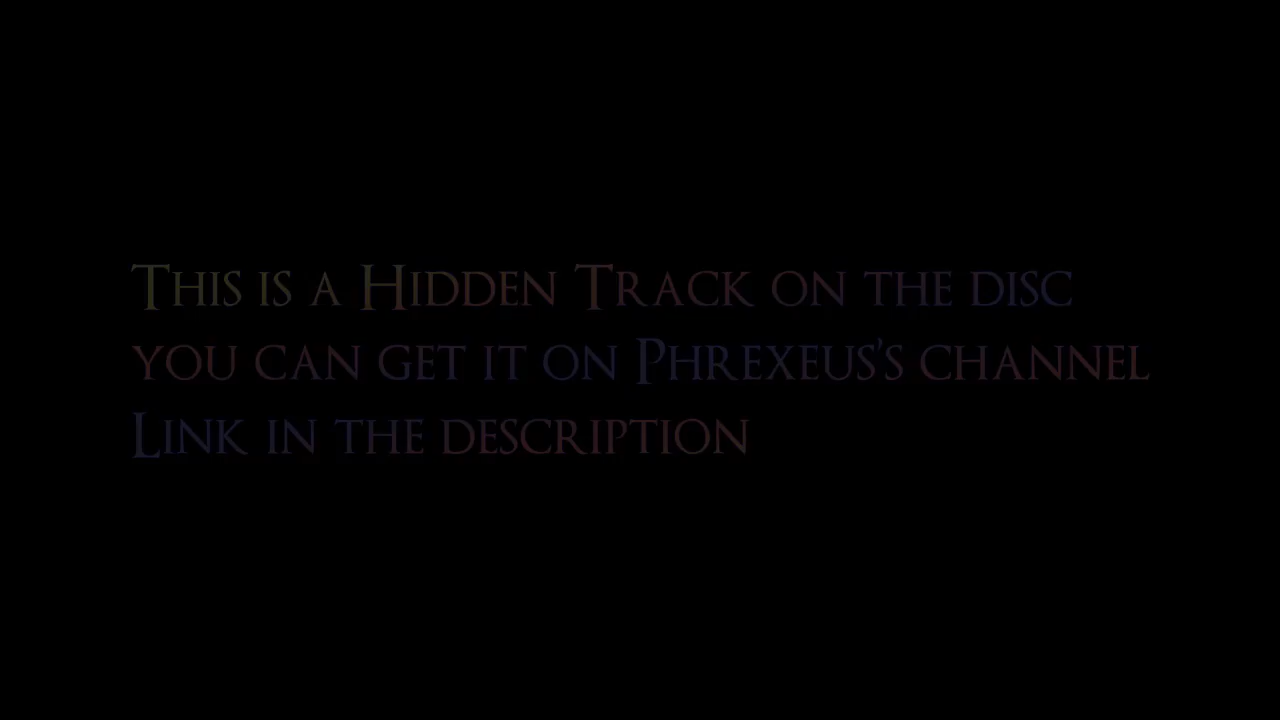 This is a Hidden Track on the disc
you can get it on Phrexeus's channel
Link in the description